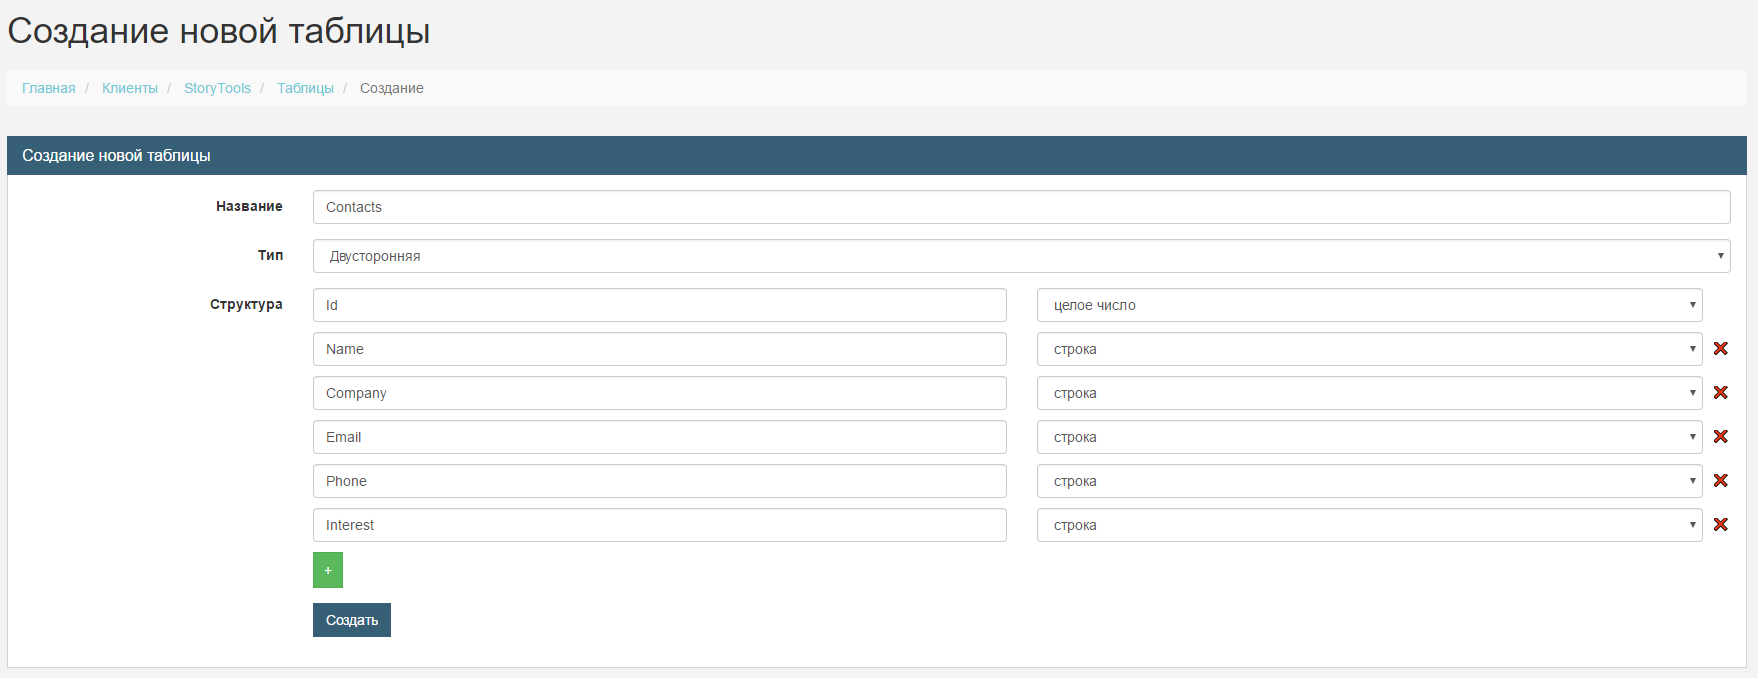 Создание новой таблицы
Главная / Клиенты / StoryTools / Таблицы / Создание
Создание новой таблицы
Название Contacts
Тип Двусторонняя
Структура Id целое число
Name строка
Company строка
Email строка
Phone строка
Interest строка
+
Создать